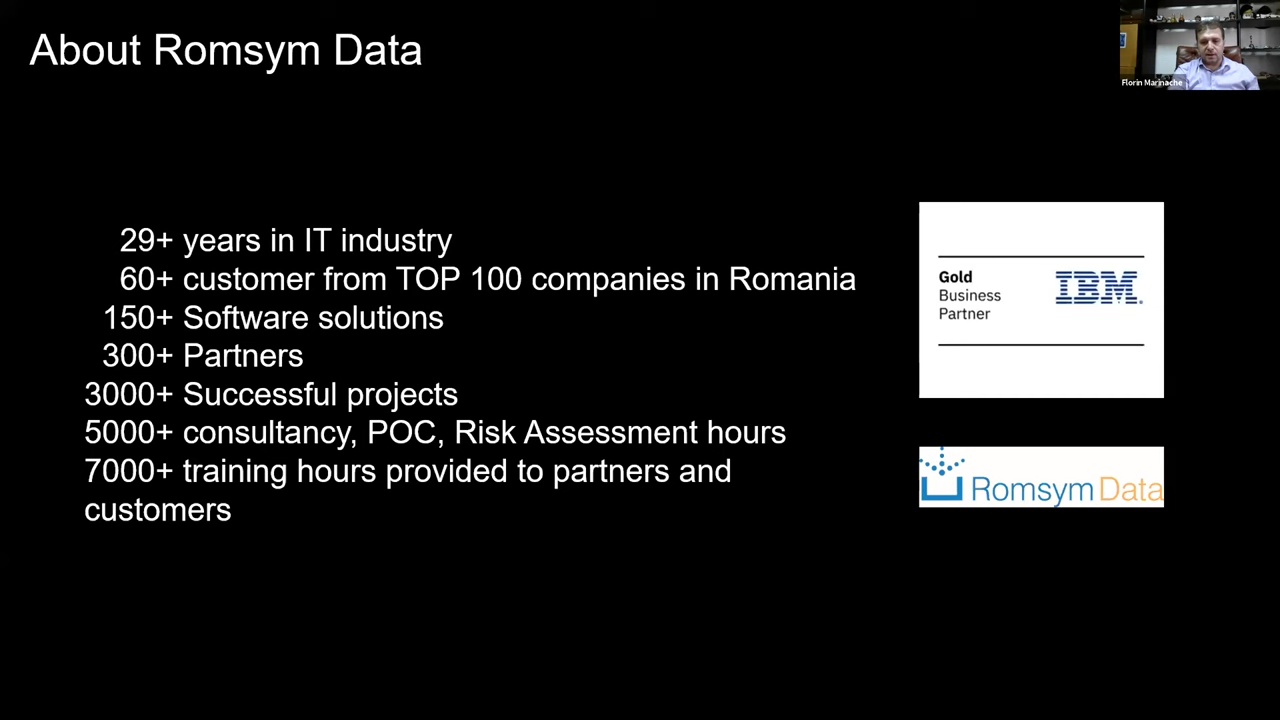 About Romsym Data
Florin Marinache
29+ years in IT industry
60+ customer from TOP 100 companies in Romania
150+ Software solutions
300+ Partners
3000+ Successful projects
5000+ consultancy, POC, Risk Assessment hours
7000+ training hours provided to partners and
customers
Gold
Business
Partner
IBM
Romsym Data